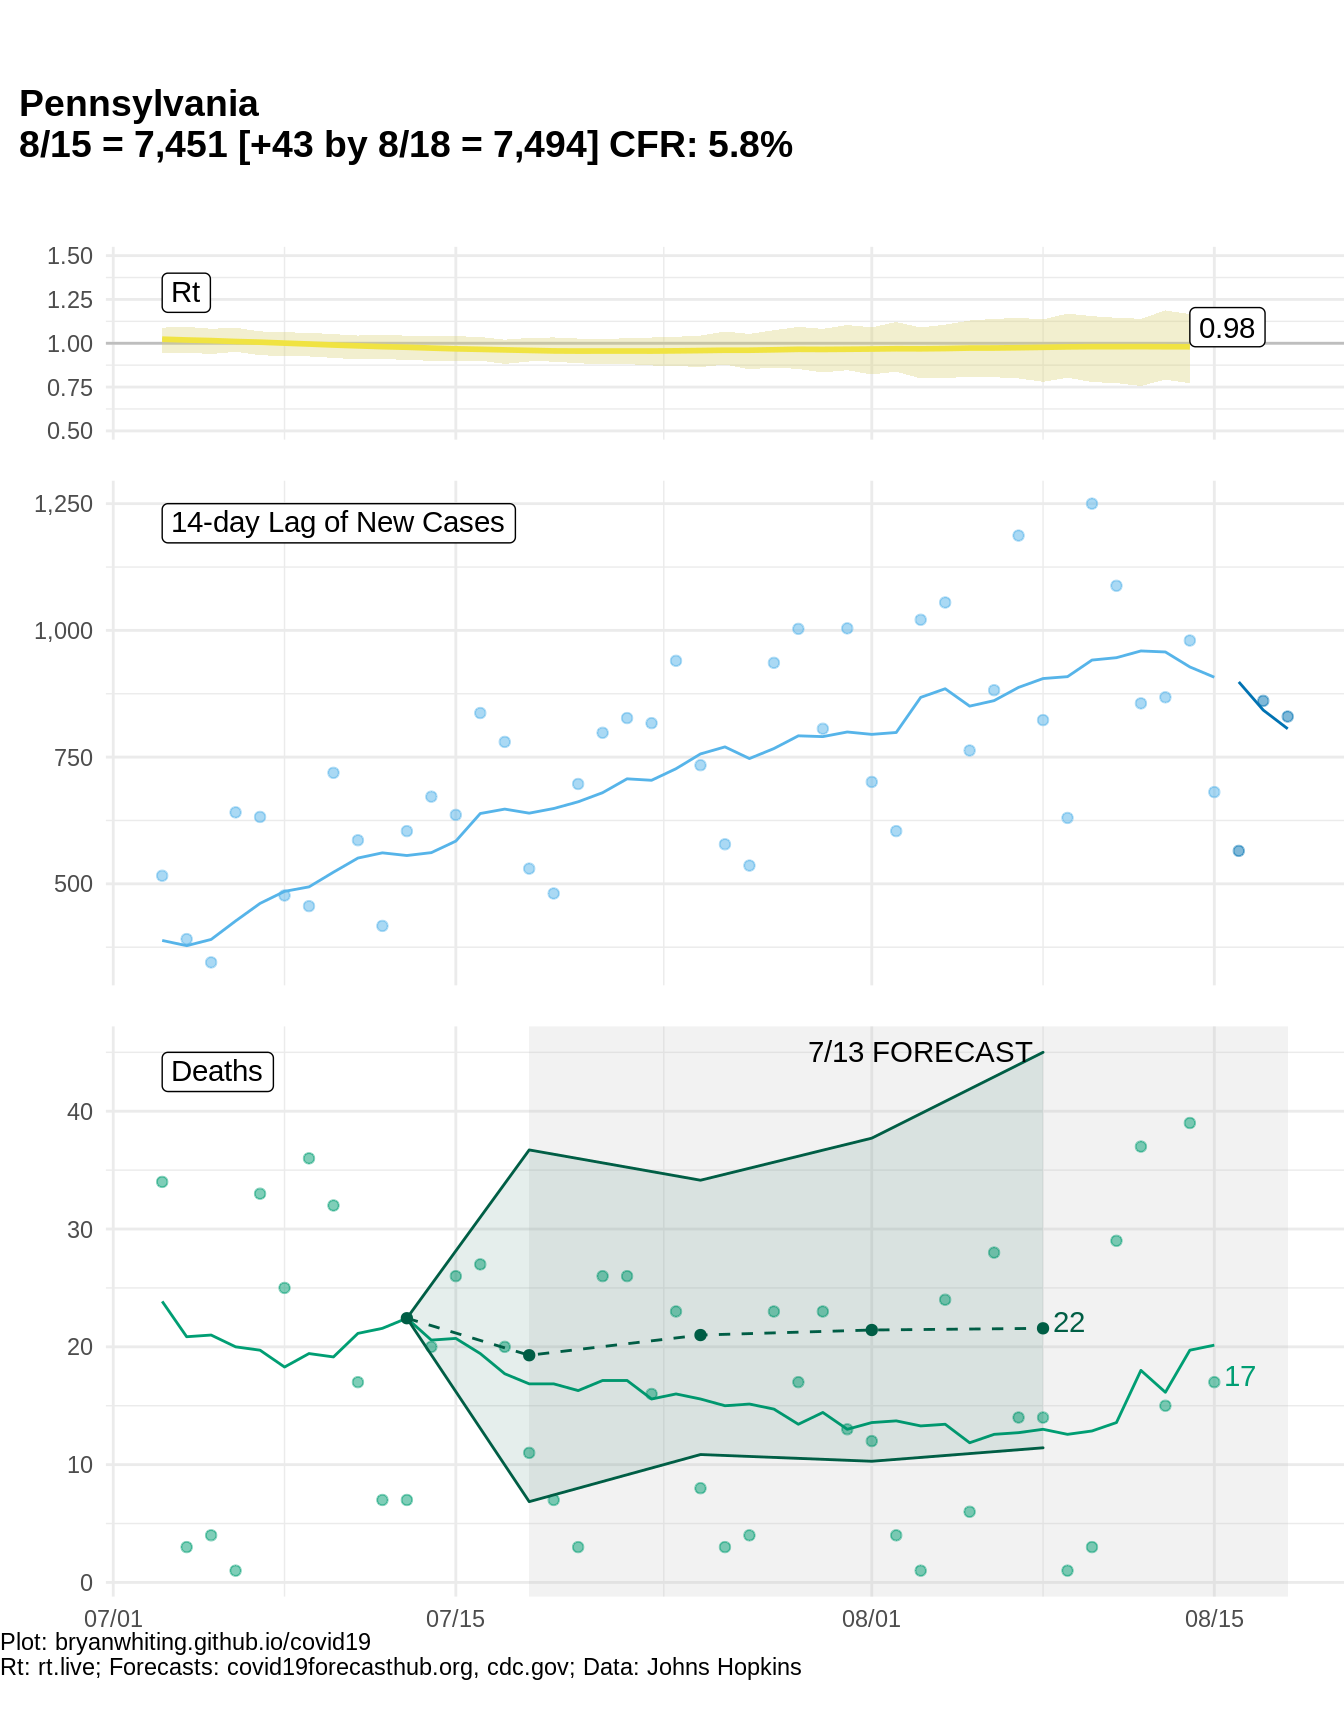 Pennsylvania
8/15 = 7,451 [+43 by 8/18 = 7,494] CFR: 5.8%
1.50
1.25
1.00
0.75
0.50
Rt
0.98
1,250
1,000
750
500
14-day Lag of New Cases
7/13 FORECAST
Deaths
40
30
20
10
0
22
17
07/01
07/15
08/01
08/15
Plot: bryanwhiting.github.io/covid19
Rt: rt.live; Forecasts: covid19forecasthub.org, cdc.gov; Data: Johns Hopkins